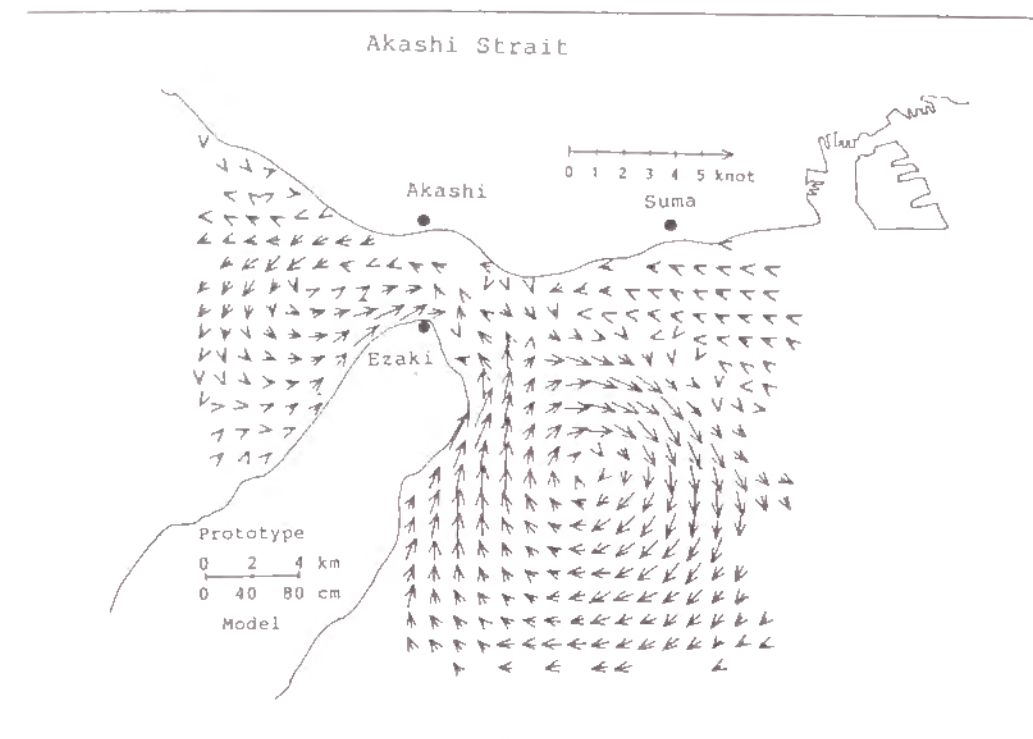 Akashi Strait
0 1 2 3 4 5 knot
Akashi
Suma
Ezaki
Prototype
0 2 4 km
0 40 80 cm
Model